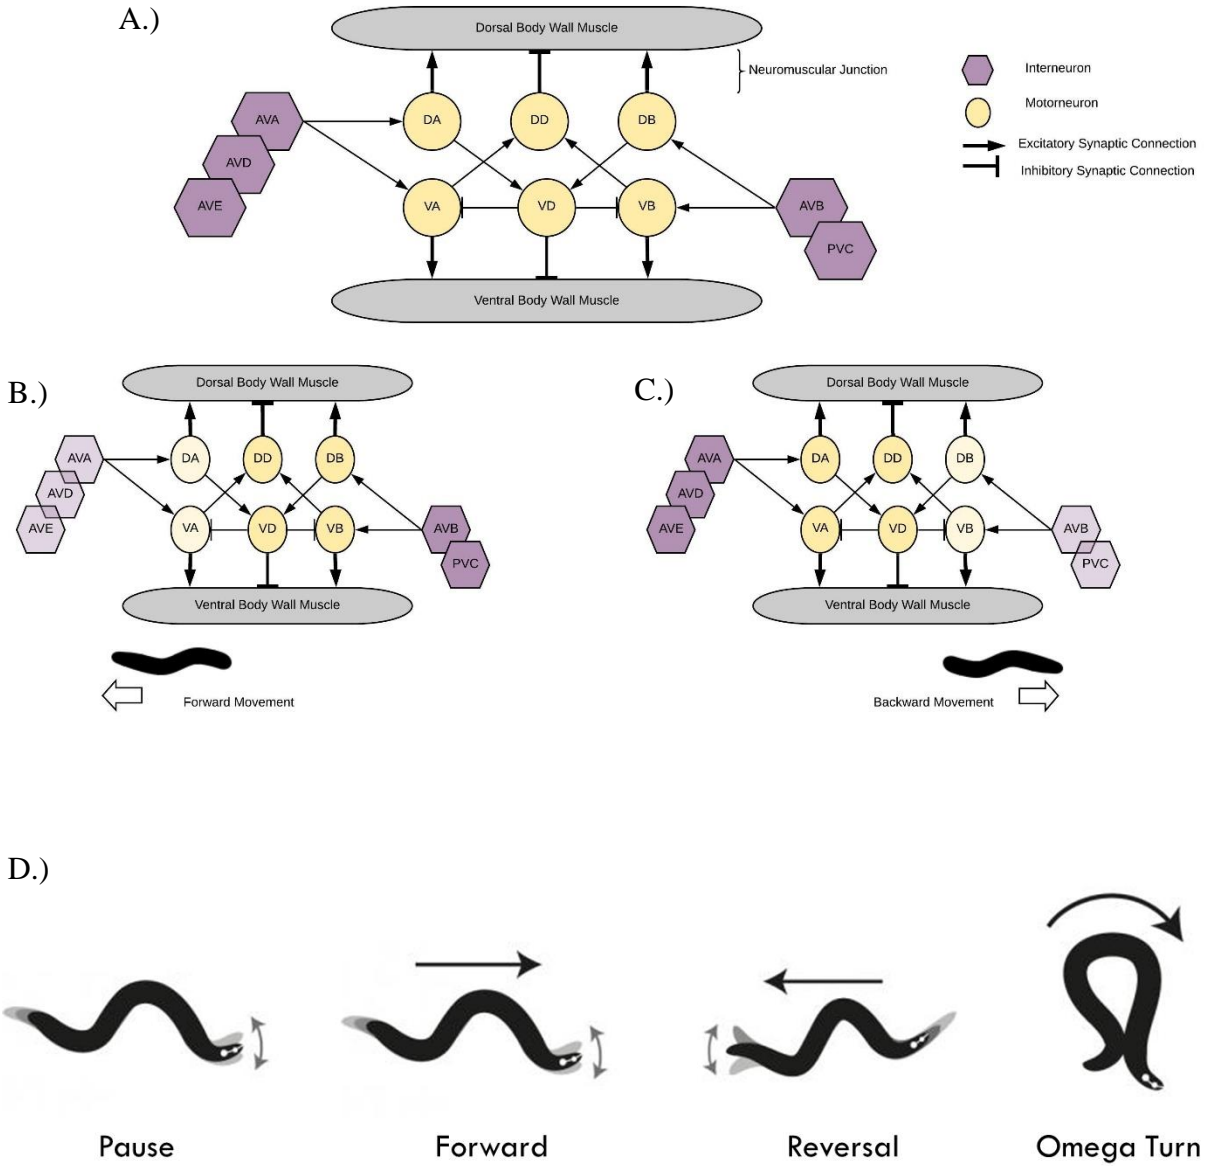 A.)
Dorsal Body Wall Muscle
Neuromuscular Junction
Interneuron
Motorneuron
Excitatory Synaptic Connection
Inhibitory Synaptic Connection
AVA
AVD
AVE
DA
DD
DB
VA
VD
VB
AVB
PVC
Ventral Body Wall Muscle
B.)
Dorsal Body Wall Muscle
AVA
AVD
AVE
DA
DD
DB
VA
VD
VB
AVB
PVC
Ventral Body Wall Muscle
Forward Movement
C.)
Dorsal Body Wall Muscle
AVA
AVD
AVE
DA
DD
DB
VA
VD
VB
AVB
PVC
Ventral Body Wall Muscle
Backward Movement
D.)
Pause
Forward
Reversal
Omega Turn